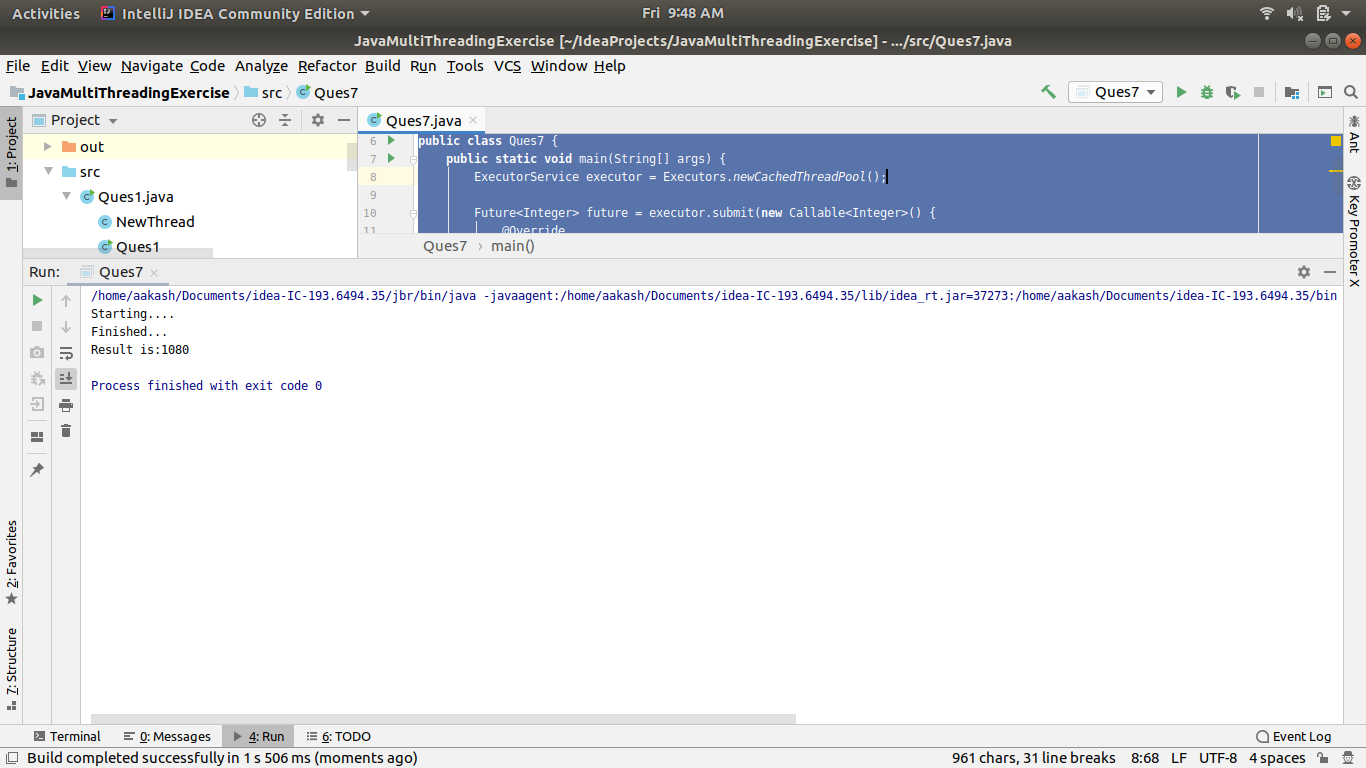 Activities IntelliJ IDEA Community Edition Fri 9:48 AM
JavaMultiThreadingExercise [~/IdeaProjects/JavaMultiThreadingExercise] - .../src/Ques7.java
File Edit View Navigate Code Analyze Refactor Build Run Tools VCS Window Help
JavaMultiThreadingExercise src Ques7 Ques7
1: Project
Project
out
src
Ques1.java
NewThread
Ques1
Ques7.java
6 public class Ques7 {
7 public static void main(String[] args) {
8 ExecutorService executor = Executors.newCachedThreadPool();
9
10 Future<Integer> future = executor.submit(new Callable<Integer>() {
11 @Override
Ques7 › main()
Ant
Key Promoter X
Run: Ques7
/home/aakash/Documents/idea-IC-193.6494.35/jbr/bin/java -javaagent:/home/aakash/Documents/idea-IC-193.6494.35/lib/idea_rt.jar=37273:/home/aakash/Documents/idea-IC-193.6494.35/bin
Starting....
Finished...
Result is:1080
Process finished with exit code 0
2: Favorites
7: Structure
Terminal 0: Messages 4: Run 6: TODO Event Log
Build completed successfully in 1 s 506 ms (moments ago) 961 chars, 31 line breaks 8:68 LF UTF-8 4 spaces